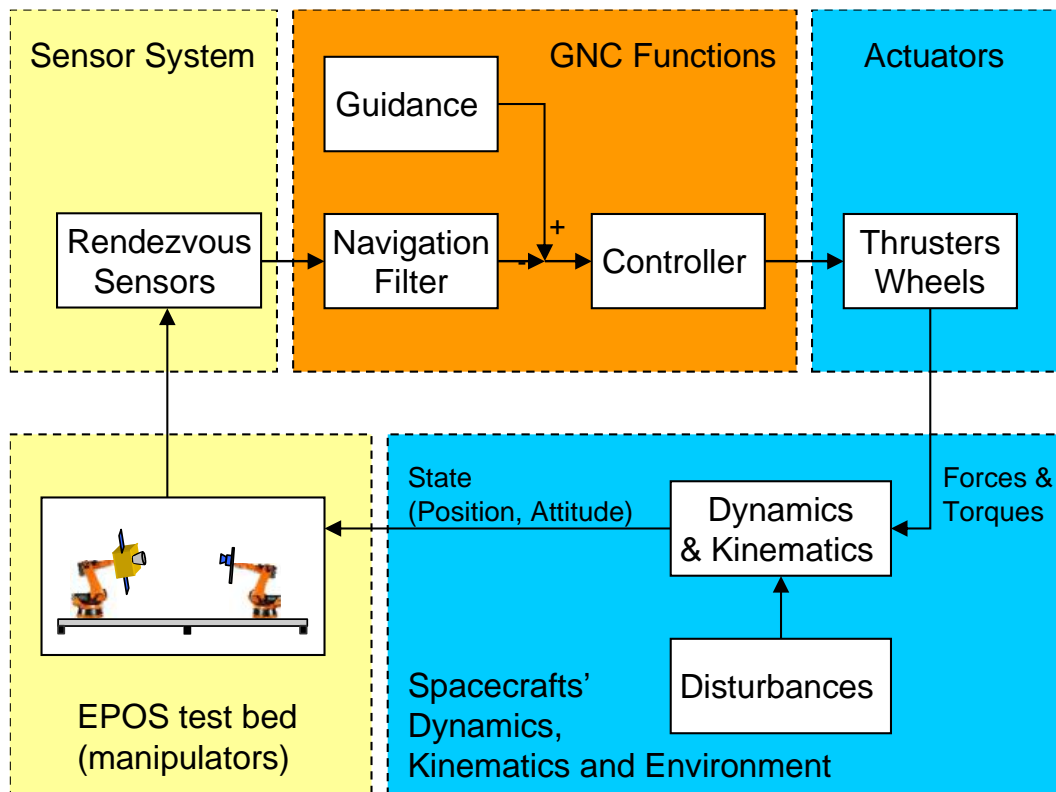 Sensor System
GNC Functions
Actuators
Guidance
+
Rendezvous
Sensors
Navigation
Filter
-
Controller
Thrusters
Wheels
State
(Position, Attitude)
Forces &
Torques
Dynamics
& Kinematics
Disturbances
EPOS test bed
(manipulators)
Spacecrafts’
Dynamics,
Kinematics and Environment